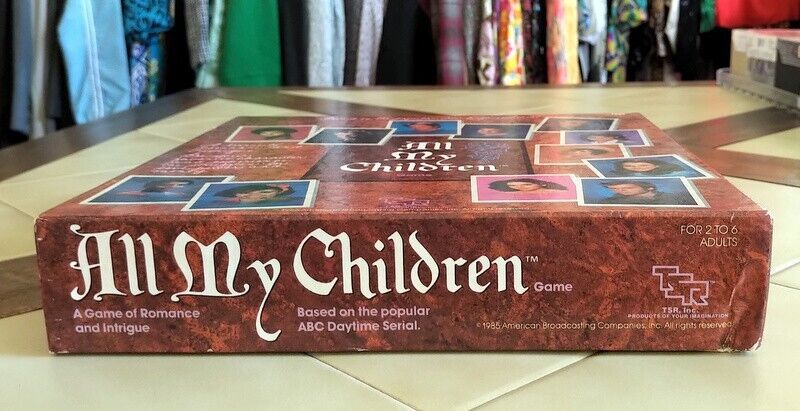 All
My
Children™
All My Children™ Game
A Game of Romance
and Intrigue
Based on the popular
ABC Daytime Serial.
FOR 2 TO 6
ADULTS
TSR
TSR, Inc.
PRODUCTS OF YOUR IMAGINATION
©1985 American Broadcasting Companies, Inc. All rights reserved